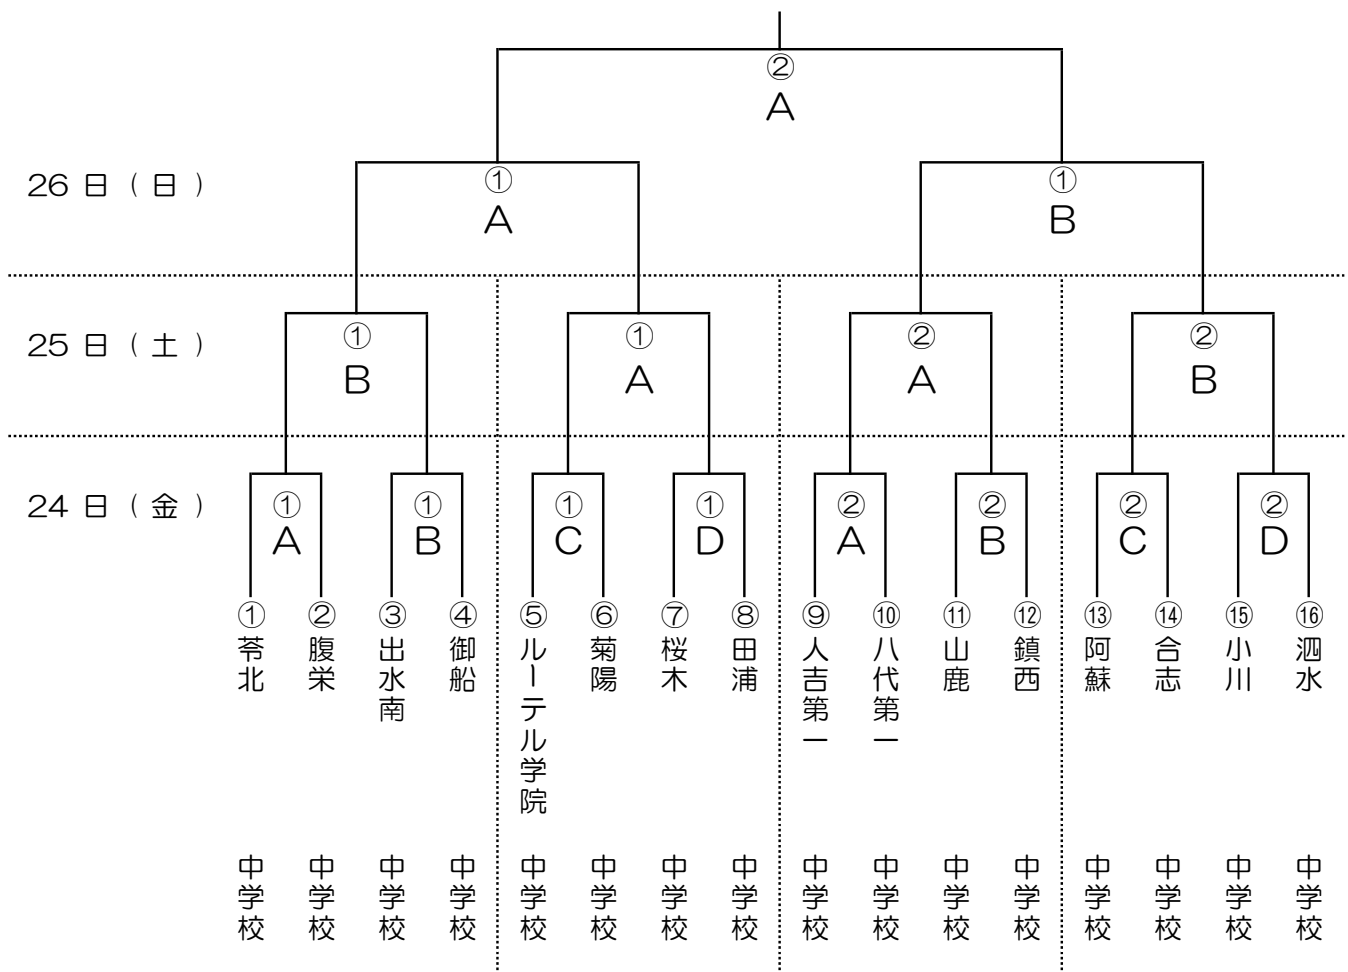 ②
A
26 日 ( 日 )
① ①
A B
25 日 ( 土 )
① ① ② ②
B A A B
24 日 ( 金 )
① ① ① ① ② ② ② ②
A B C D A B C D
① 苓北 中学校
② 腹栄 中学校
③ 出水南 中学校
④ 御船 中学校
⑤ ルーテル学院 中学校
⑥ 菊陽 中学校
⑦ 桜木 中学校
⑧ 田浦 中学校
⑨ 人吉第一 中学校
⑩ 八代第一 中学校
⑪ 山鹿 中学校
⑫ 鎮西 中学校
⑬ 阿蘇 中学校
⑭ 合志 中学校
⑮ 小川 中学校
⑯ 泗水 中学校